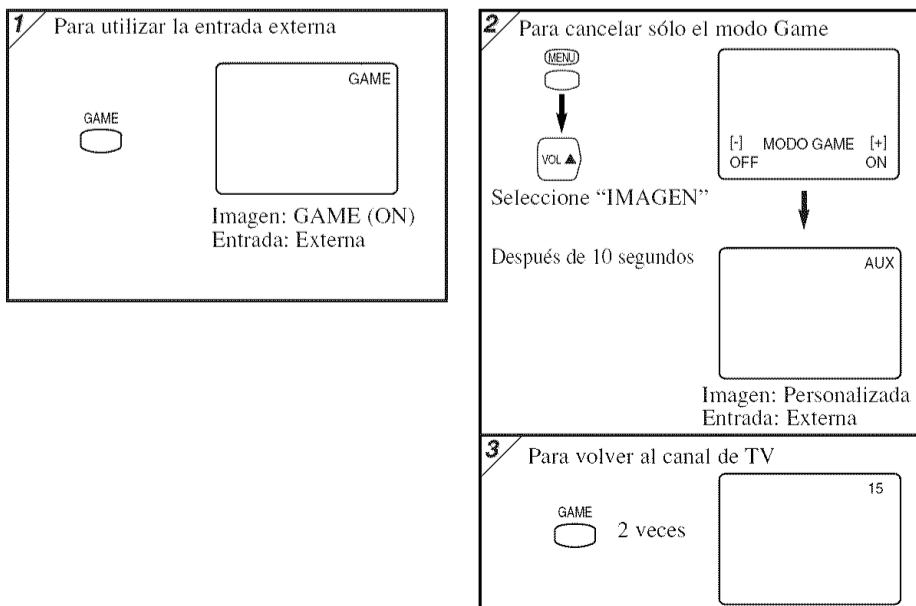 1 Para utilizar la entrada externa
GAME
GAME
Imagen: GAME (ON)
Entrada: Externa
2 Para cancelar sólo el modo Game
MENU
VOL ▲
[-] MODO GAME [+]
OFF ON
Seleccione “IMAGEN”
Después de 10 segundos
AUX
Imagen: Personalizada
Entrada: Externa
3 Para volver al canal de TV
15
GAME
2 veces